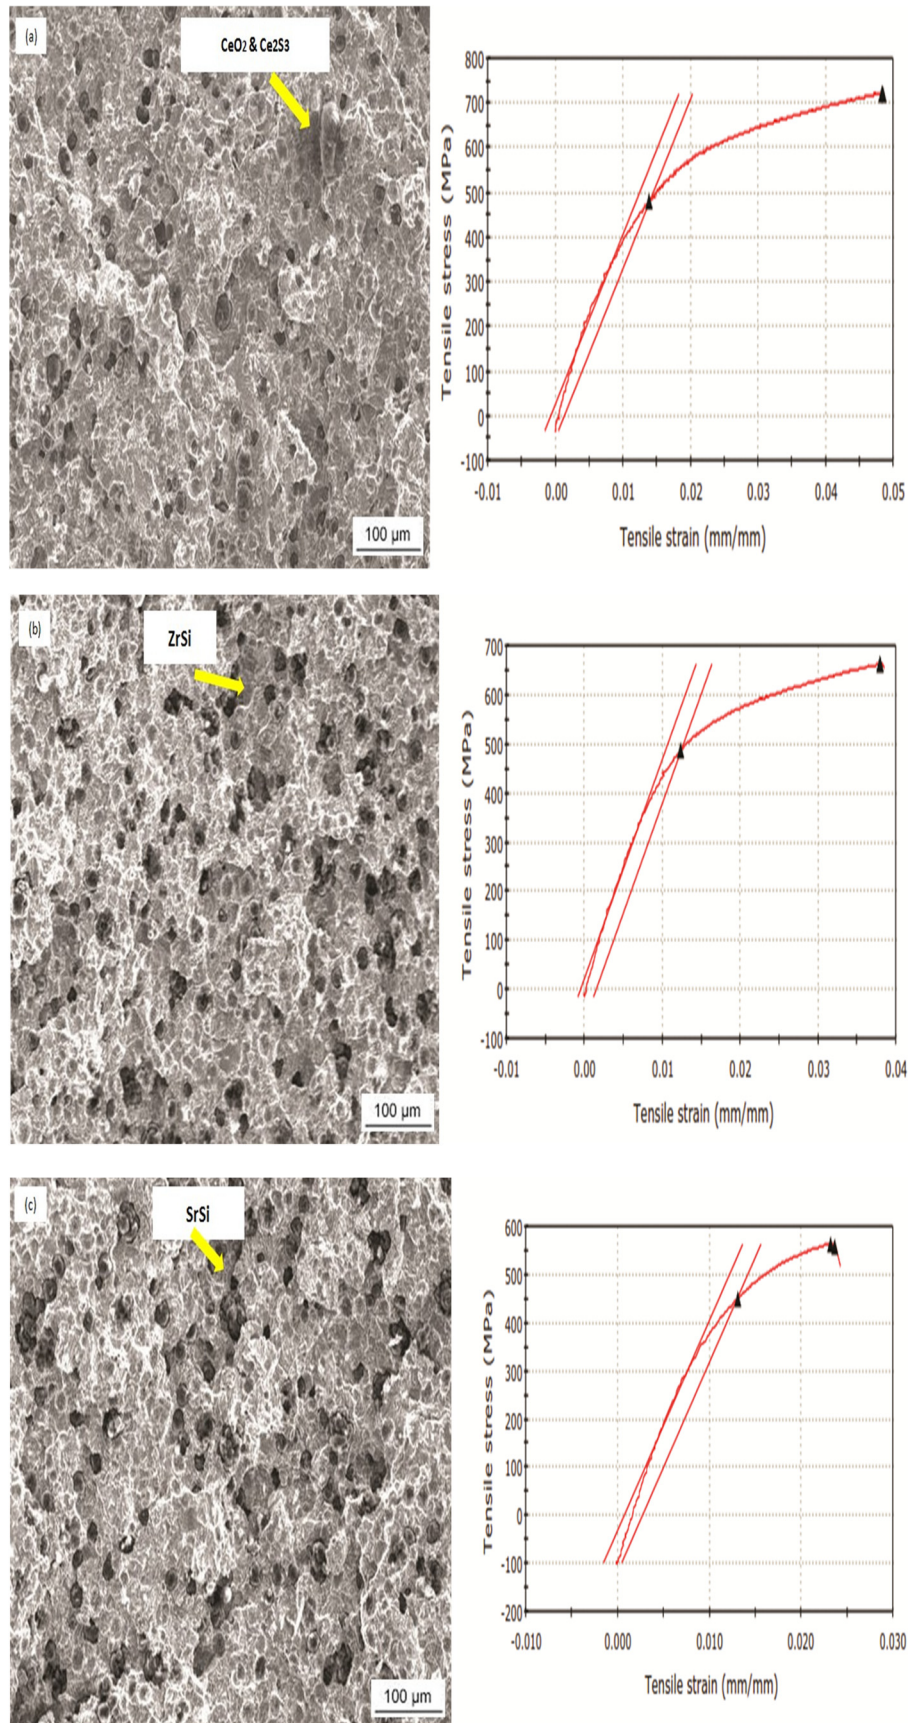 (a)
CeO2 & Ce2S3
100 µm
Tensile stress (MPa)
800
700
600
500
400
300
200
100
0
-100
-0.01 0.00 0.01 0.02 0.03 0.04 0.05
Tensile strain (mm/mm)
(b)
ZrSi
100 µm
Tensile stress (MPa)
700
600
500
400
300
200
100
0
-100
-0.01 0.00 0.01 0.02 0.03 0.04
Tensile strain (mm/mm)
(c)
SrSi
100 µm
Tensile stress (MPa)
600
500
400
300
200
100
0
-100
-200
-0.010 0.000 0.010 0.020 0.030
Tensile strain (mm/mm)